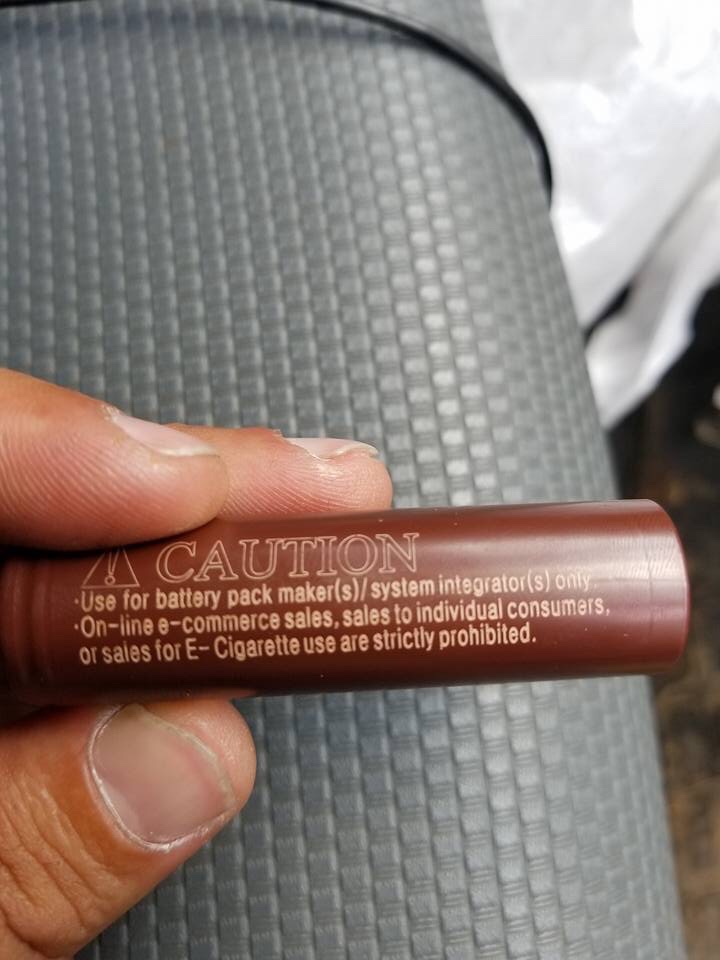 CAUTION
·Use for battery pack maker(s)/system integrator(s) only.
·On-line e-commerce sales, sales to individual consumers,
or sales for E-Cigarette use are strictly prohibited.